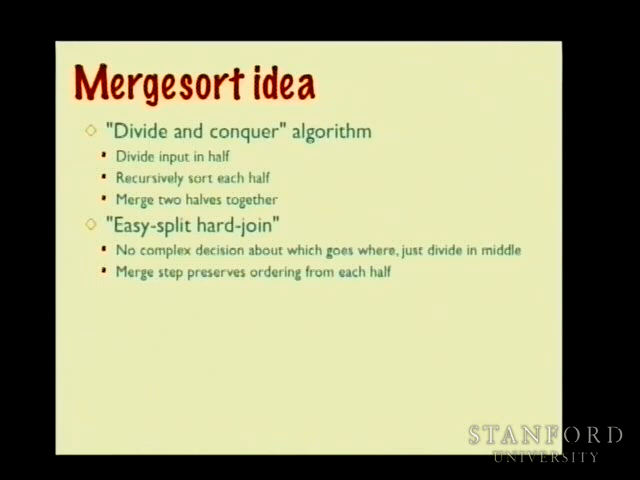 Mergesort idea
"Divide and conquer" algorithm
Divide input in half
Recursively sort each half
Merge two halves together
"Easy-split hard-join"
No complex decision about which goes where, just divide in middle
Merge step preserves ordering from each half
STANFORD
UNIVERSITY